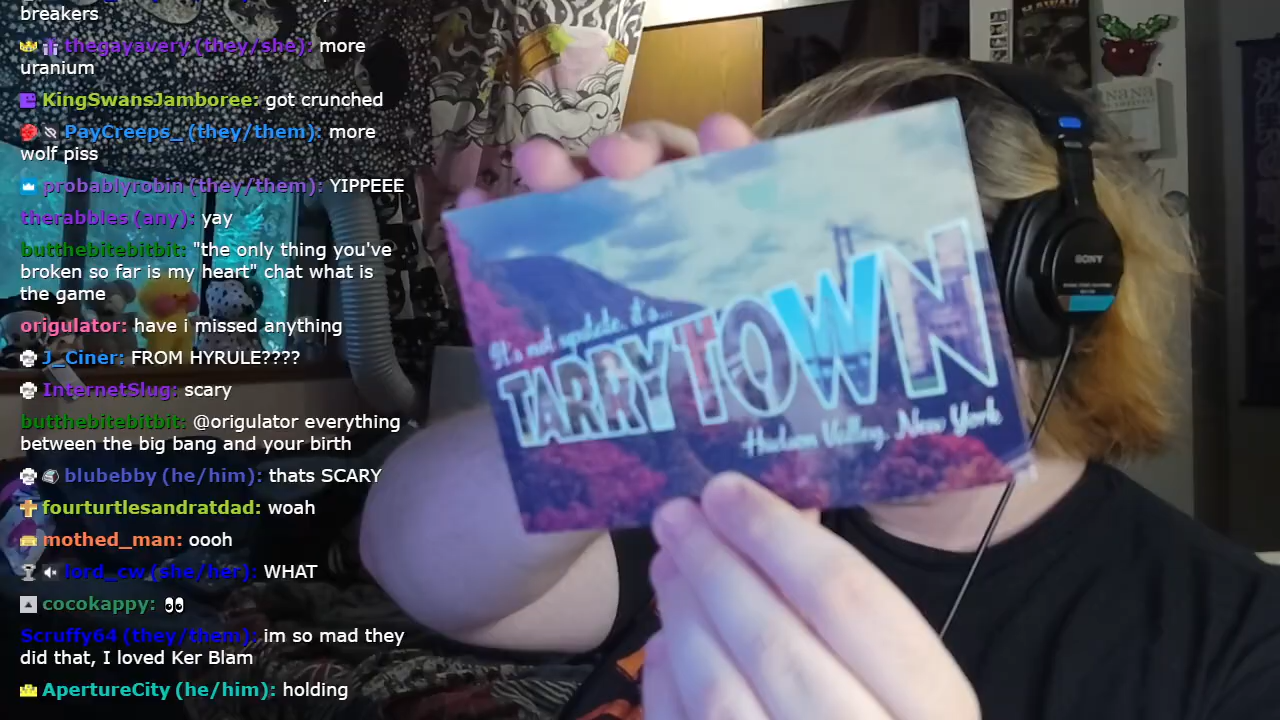 breakers
thegayavery (they/she): more
uranium
KingSwansJamboree: got crunched
PayCreeps_ (they/them): more
wolf piss
probablyrobin (they/them): YIPPEEE
therabbles (any): yay
butthebitebitbit: "the only thing you've
broken so far is my heart" chat what is
the game
origulator: have i missed anything
J_Ciner: FROM HYRULE????
InternetSlug: scary
butthebitebitbit: @origulator everything
between the big bang and your birth
blubebby (he/him): thats SCARY
fourturtlesandratdad: woah
mothed_man: oooh
lord_cw (she/her): WHAT
cocokappy: 👀
Scruffy64 (they/them): im so mad they
did that, I loved Ker Blam
ApertureCity (he/him): holding
It's not update, it's...
TARRYTOWN
Hudson Valley, New York
SONY
HAWAII